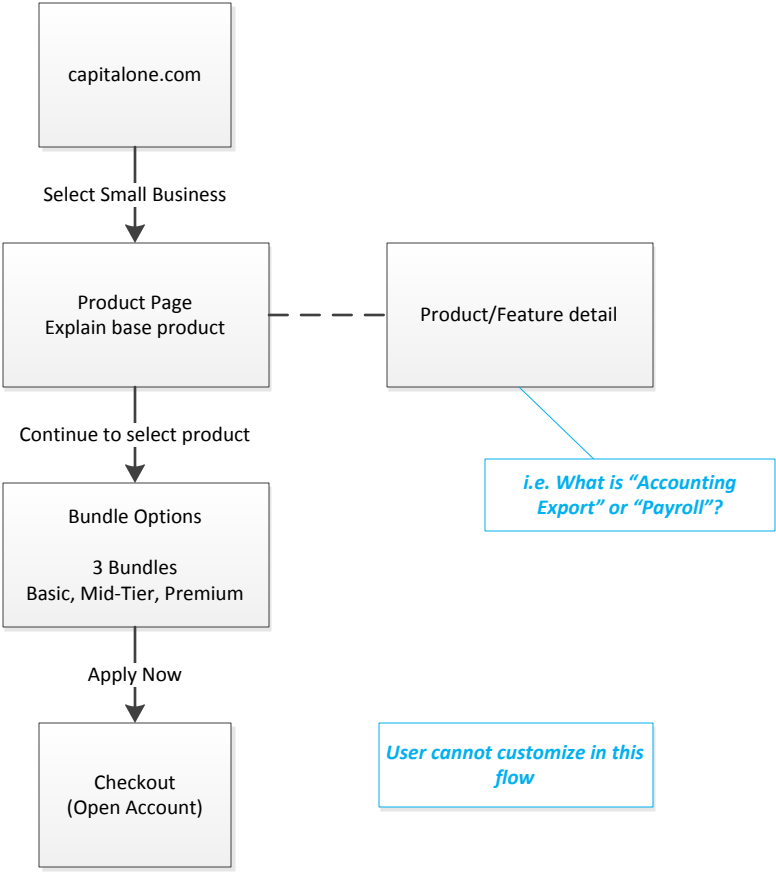 capitalone.com
Select Small Business
Product Page
Explain base product
Product/Feature detail
Continue to select product
i.e. What is “Accounting
Export” or “Payroll”?
Bundle Options
3 Bundles
Basic, Mid-Tier, Premium
Apply Now
Checkout
(Open Account)
User cannot customize in this
flow